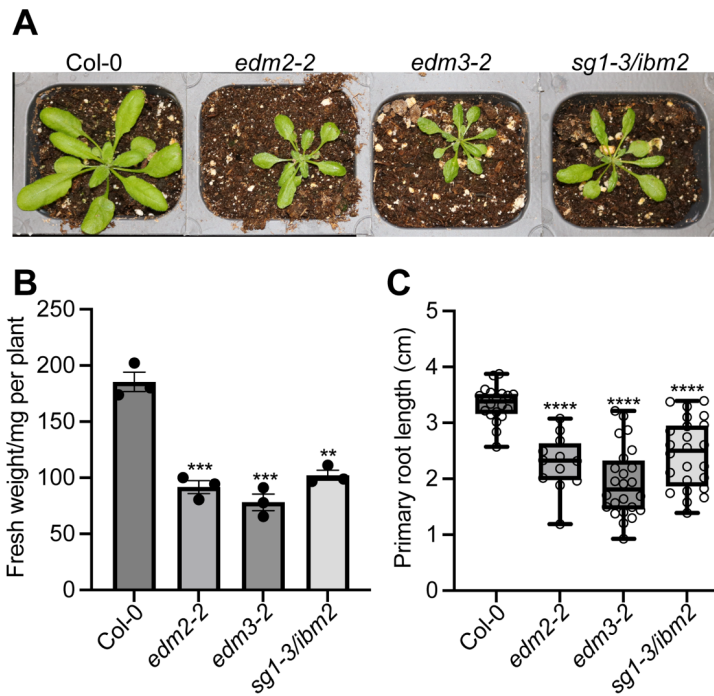 A
Col-0 edm2-2 edm3-2 sg1-3/ibm2
B
Fresh weight/mg per plant
250
200
150
100
50
0
*** *** **
Col-0 edm2-2 edm3-2 sg1-3/ibm2
C
Primary root length (cm)
5
4
3
2
1
0
**** **** ****
Col-0 edm2-2 edm3-2 sg1-3/ibm2